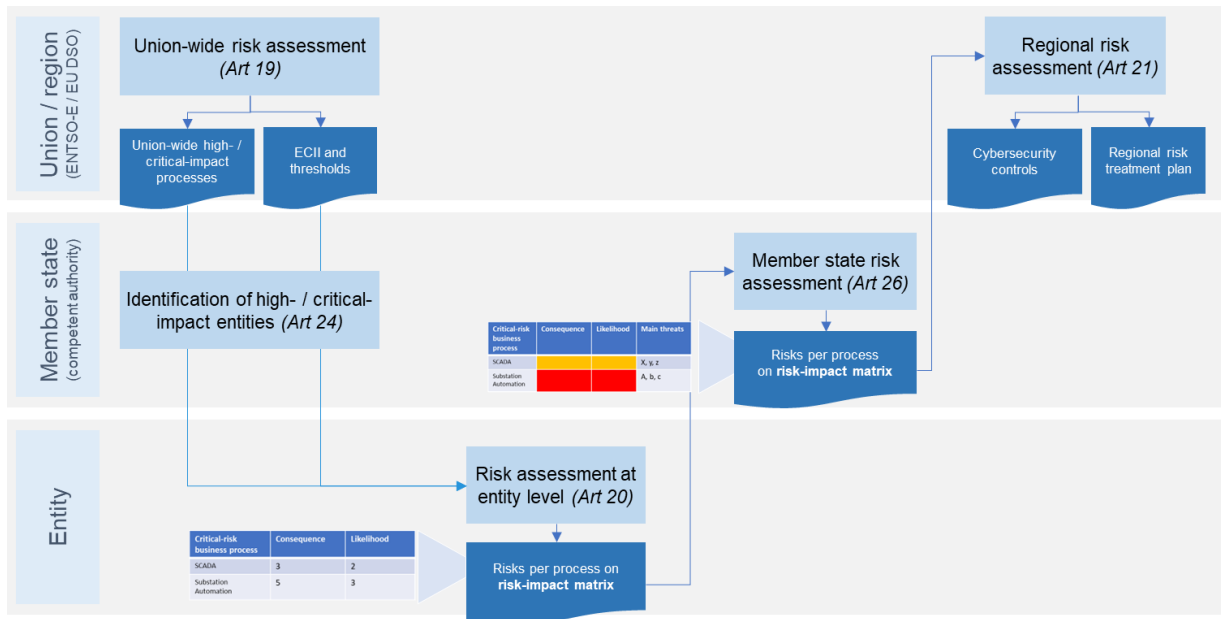 Union / region
(ENTSO-E / EU DSO)
Union-wide risk assessment
(Art 19)
Union-wide high- /
critical-impact
processes
ECII and
thresholds
Regional risk
assessment (Art 21)
Cybersecurity
controls
Regional risk
treatment plan
Member state
(competent authority)
Identification of high- / critical-
impact entities (Art 24)
Member state risk
assessment (Art 26)
Critical-risk
business
process
Consequence
Likelihood
Main threats
SCADA
X, y, z
Substation
Automation
A, b, c
Risks per process
on risk-impact matrix
Entity
Risk assessment at
entity level (Art 20)
Critical-risk
business process
Consequence
Likelihood
SCADA
3
2
Substation
Automation
5
3
Risks per process on
risk-impact matrix